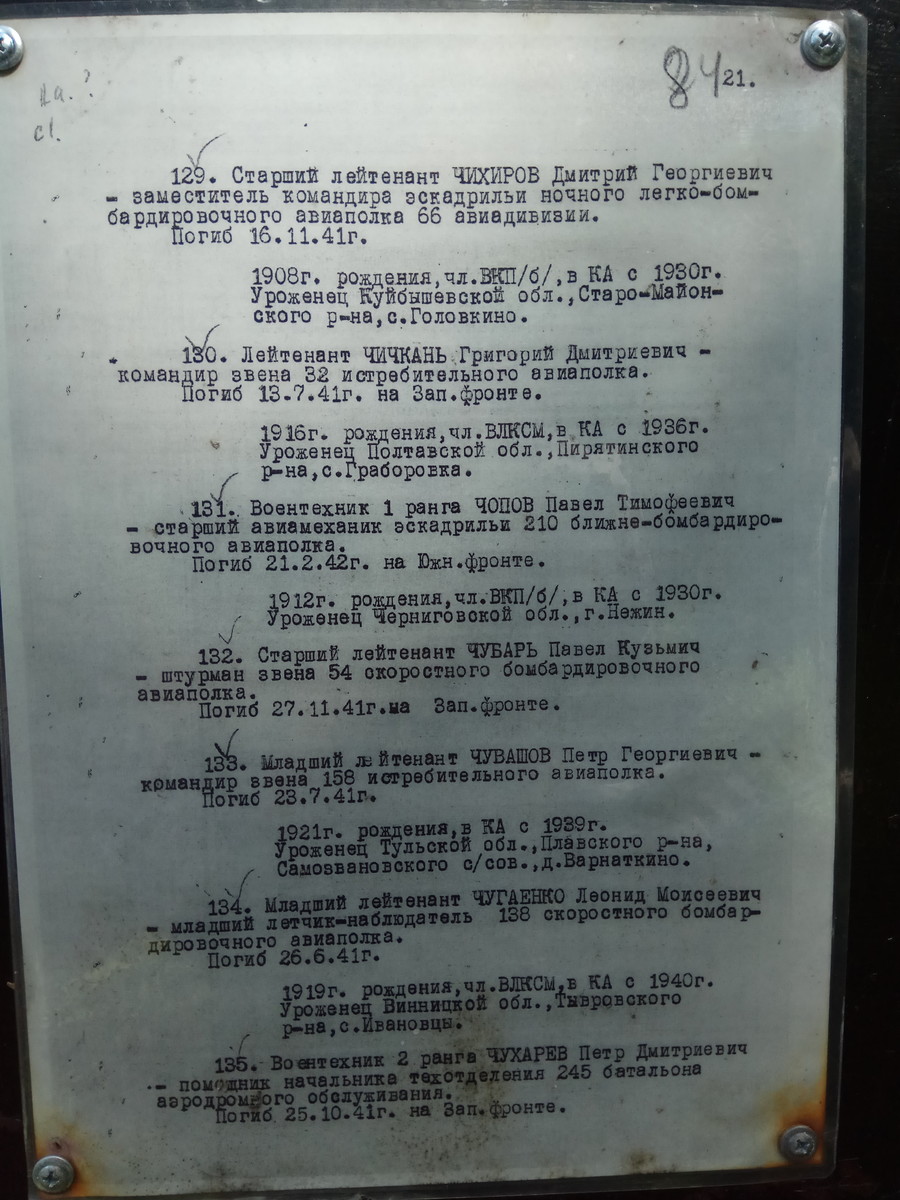 84 21.
129. Старший лейтенант ЧИХИРОВ Дмитрий Георгиевич
- заместитель командира эскадрильи ночного легко-бом-
бардировочного авиаполка 66 авиадивизии.
Погиб 16.11.41г.
1908г. рождения,чл.ВКП/б/,в КА с 1930г.
Уроженец Куйбышевской обл.,Старо-Майон-
ского р-на,с.Головкино.
130. Лейтенант ЧИЧКАНЬ Григорий Дмитриевич -
командир звена 32 истребительного авиаполка.
Погиб 13.7.41г. на Зап.фронте.
1916г. рождения,чл.ВЛКСМ,в КА с 1936г.
Уроженец Полтавской обл.,Пирятинского
р-на,с.Граборовка.
131. Воентехник 1 ранга ЧОПОВ Павел Тимофеевич
- старший авиамеханик эскадрильи 210 ближне-бомбардиро-
вочного авиаполка.
Погиб 21.2.42г. на Южн.фронте.
1912г. рождения,чл.ВКП/б/,в КА с 1930г.
Уроженец Черниговской обл.,г.Нежин.
132. Старший лейтенант ЧУБАРЬ Павел Кузьмич
- штурман звена 54 скоростного бомбардировочного
авиаполка.
Погиб 27.11.41г.на Зап.фронте.
133. Младший лейтенант ЧУВАШОВ Петр Георгиевич -
командир звена 158 истребительного авиаполка.
Погиб 23.7.41г.
1921г. рождения,в КА с 1939г.
Уроженец Тульской обл.,Плавского р-на,
Самозвановского с/сов.,д.Варнаткино.
134. Младший лейтенант ЧУГАЕНКО Леонид Моисеевич
- младший летчик-наблюдатель 138 скоростного бомбар-
дировочного авиаполка.
Погиб 26.6.41г.
1919г. рождения,чл.ВЛКСМ,в КА с 1940г.
Уроженец Винницкой обл.,Тывровского
р-на,с.Ивановцы.
135. Воентехник 2 ранга ЧУХАРЕВ Петр Дмитриевич
- помощник начальника техотделения 245 батальона
аэродромного обслуживания.
Погиб 25.10.41г. на Зап.фронте.